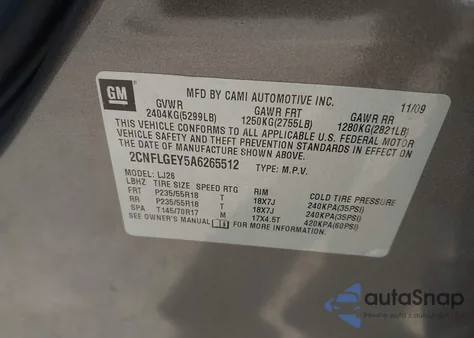 GM
MFD BY CAMI AUTOMOTIVE INC. 11/09
GVWR GAWR FRT GAWR RR
2404KG(5299LB) 1250KG(2755LB) 1280KG(2821LB)
THIS VEHICLE CONFORMS TO ALL APPLICABLE U.S. FEDERAL MOTOR
VEHICLE SAFETY, BUMPER, AND THEFT PREVENTION STANDARDS IN EFFECT ON
THE DATE OF MANUFACTURE SHOWN ABOVE.
2CNFLGEY5A6265512 TYPE: M.P.V.
MODEL: LJ26
LBHZ TIRE SIZE SPEED RTG RIM COLD TIRE PRESSURE
FRT P235/55R18 T 18X7J 240KPA(35PSI)
RR P235/55R18 T 18X7J 240KPA(35PSI)
SPA T145/70R17 M 17X4.5T 420KPA(60PSI)
SEE OWNER'S MANUAL FOR MORE INFORMATION.
autoSnap